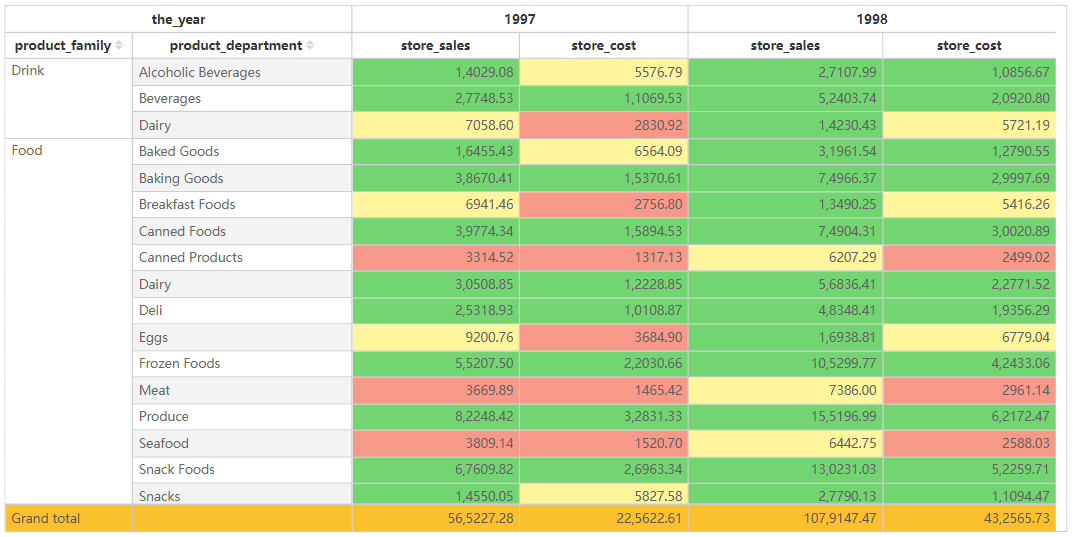 the_year 1997 1998
product_family product_department store_sales store_cost store_sales store_cost
Drink Alcoholic Beverages 1,4029.08 5576.79 2,7107.99 1,0856.67
Beverages 2,7748.53 1,1069.53 5,2403.74 2,0920.80
Dairy 7058.60 2830.92 1,4230.43 5721.19
Food Baked Goods 1,6455.43 6564.09 3,1961.54 1,2790.55
Baking Goods 3,8670.41 1,5370.61 7,4966.37 2,9997.69
Breakfast Foods 6941.46 2756.80 1,3490.25 5416.26
Canned Foods 3,9774.34 1,5894.53 7,4904.31 3,0020.89
Canned Products 3314.52 1317.13 6207.29 2499.02
Dairy 3,0508.85 1,2228.85 5,6836.41 2,2771.52
Deli 2,5318.93 1,0108.87 4,8348.41 1,9356.29
Eggs 9200.76 3684.90 1,6938.81 6779.04
Frozen Foods 5,5207.50 2,2030.66 10,5299.77 4,2433.06
Meat 3669.89 1465.42 7386.00 2961.14
Produce 8,2248.42 3,2831.33 15,5196.99 6,2172.47
Seafood 3809.14 1520.70 6442.75 2588.03
Snack Foods 6,7609.82 2,6963.34 13,0231.03 5,2259.71
Snacks 1,4550.05 5827.58 2,7790.13 1,1094.47
Grand total 56,5227.28 22,5622.61 107,9147.47 43,2565.73